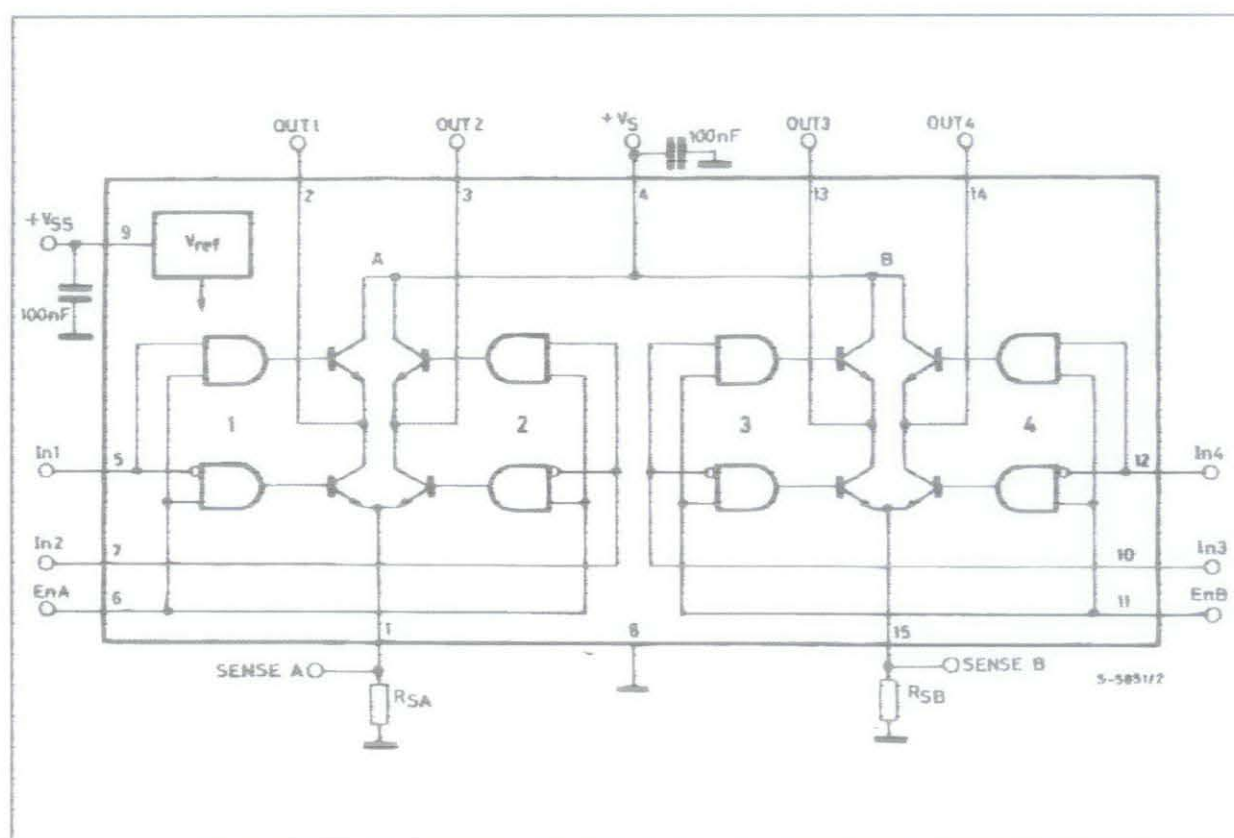 OUT1
OUT2
+VS
100nF
OUT3
OUT4
2
3
4
13
14
+VSS
9
Vref
A
B
100nF
1
2
3
4
In1
5
12
In4
In2
7
10
In3
EnA
6
11
EnB
1
8
15
SENSE A
SENSE B
RSA
RSB
S-5851/2